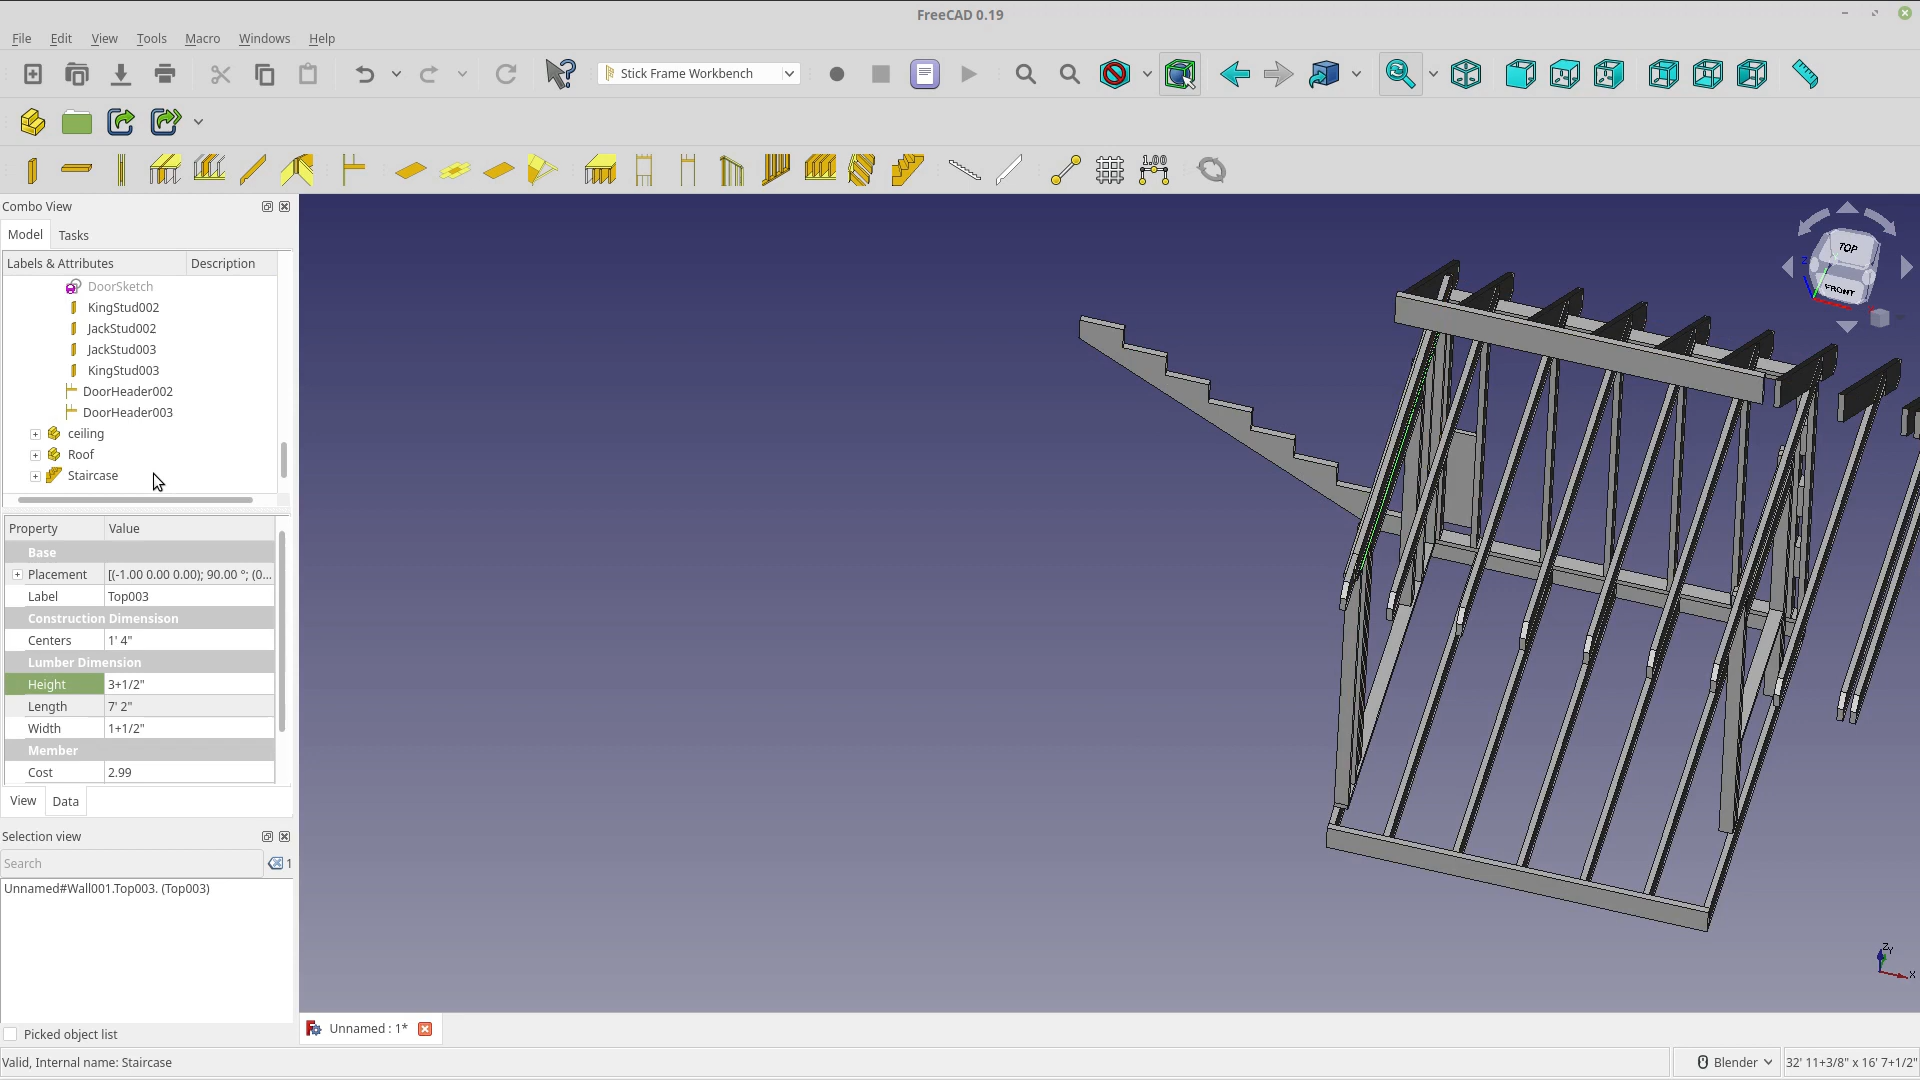 FreeCAD 0.19
File Edit View Tools Macro Windows Help
Stick Frame Workbench
1.00
Combo View
Model Tasks
Labels & Attributes Description
DoorSketch
KingStud002
JackStud002
JackStud003
KingStud003
DoorHeader002
DoorHeader003
ceiling
Roof
Staircase
Property Value
Base
Placement [(-1.00 0.00 0.00); 90.00 °; (0...
Label Top003
Construction Dimenison
Centers 1' 4"
Lumber Dimension
Height 3+1/2"
Length 7' 2"
Width 1+1/2"
Member
Cost 2.99
View Data
Selection view
Search 1
Unnamed#Wall001.Top003. (Top003)
Picked object list
TOP
FRONT
Z
Z
Y
X
Unnamed : 1*
Valid, Internal name: Staircase
Blender 32' 11+3/8" x 16' 7+1/2"